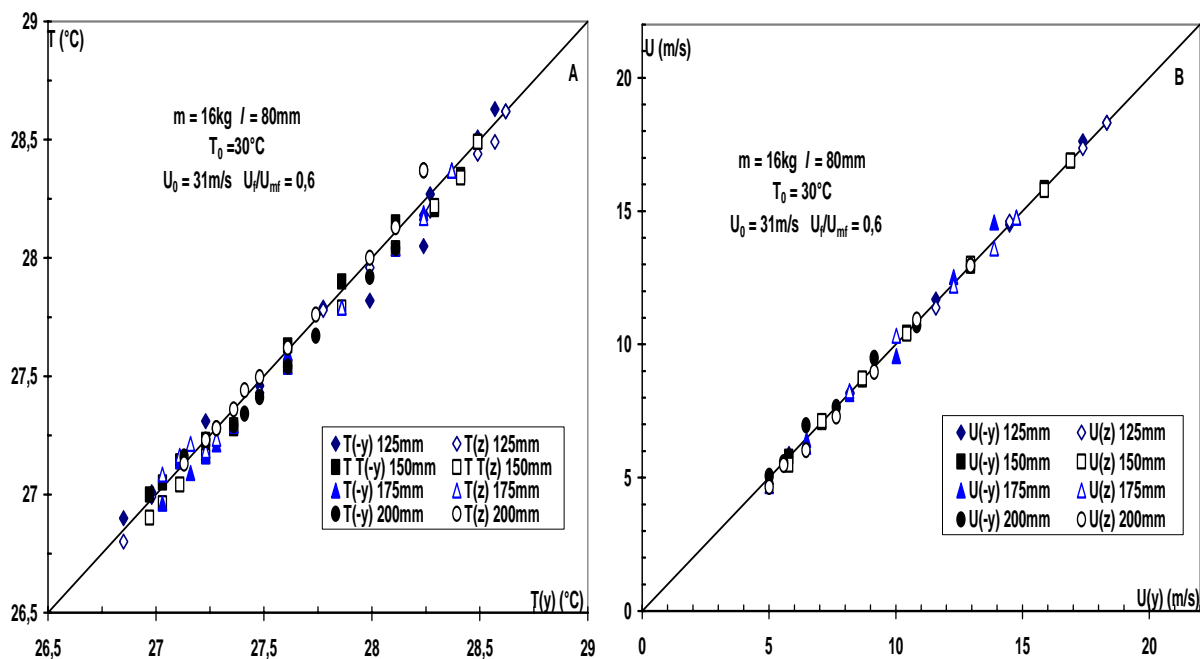 T (°C)
A
m = 16kg / = 80mm
T0 =30°C
U0 = 31m/s Uf/Umf = 0,6
29
28,5
28
27,5
27
26,5
T(-y) 125mm T(z) 125mm
T T(-y) 150mm T T(z) 150mm
T(-y) 175mm T(z) 175mm
T(-y) 200mm T(z) 200mm
T(y) (°C)
26,5 27 27,5 28 28,5 29
U (m/s)
B
m = 16kg / = 80mm
T0 = 30°C
U0 = 31m/s Uf/Umf = 0,6
20
15
10
5
0
U(-y) 125mm U(z) 125mm
U(-y) 150mm U(z) 150mm
U(-y) 175mm U(z) 175mm
U(-y) 200mm U(z) 200mm
U(y) (m/s)
0 5 10 15 20